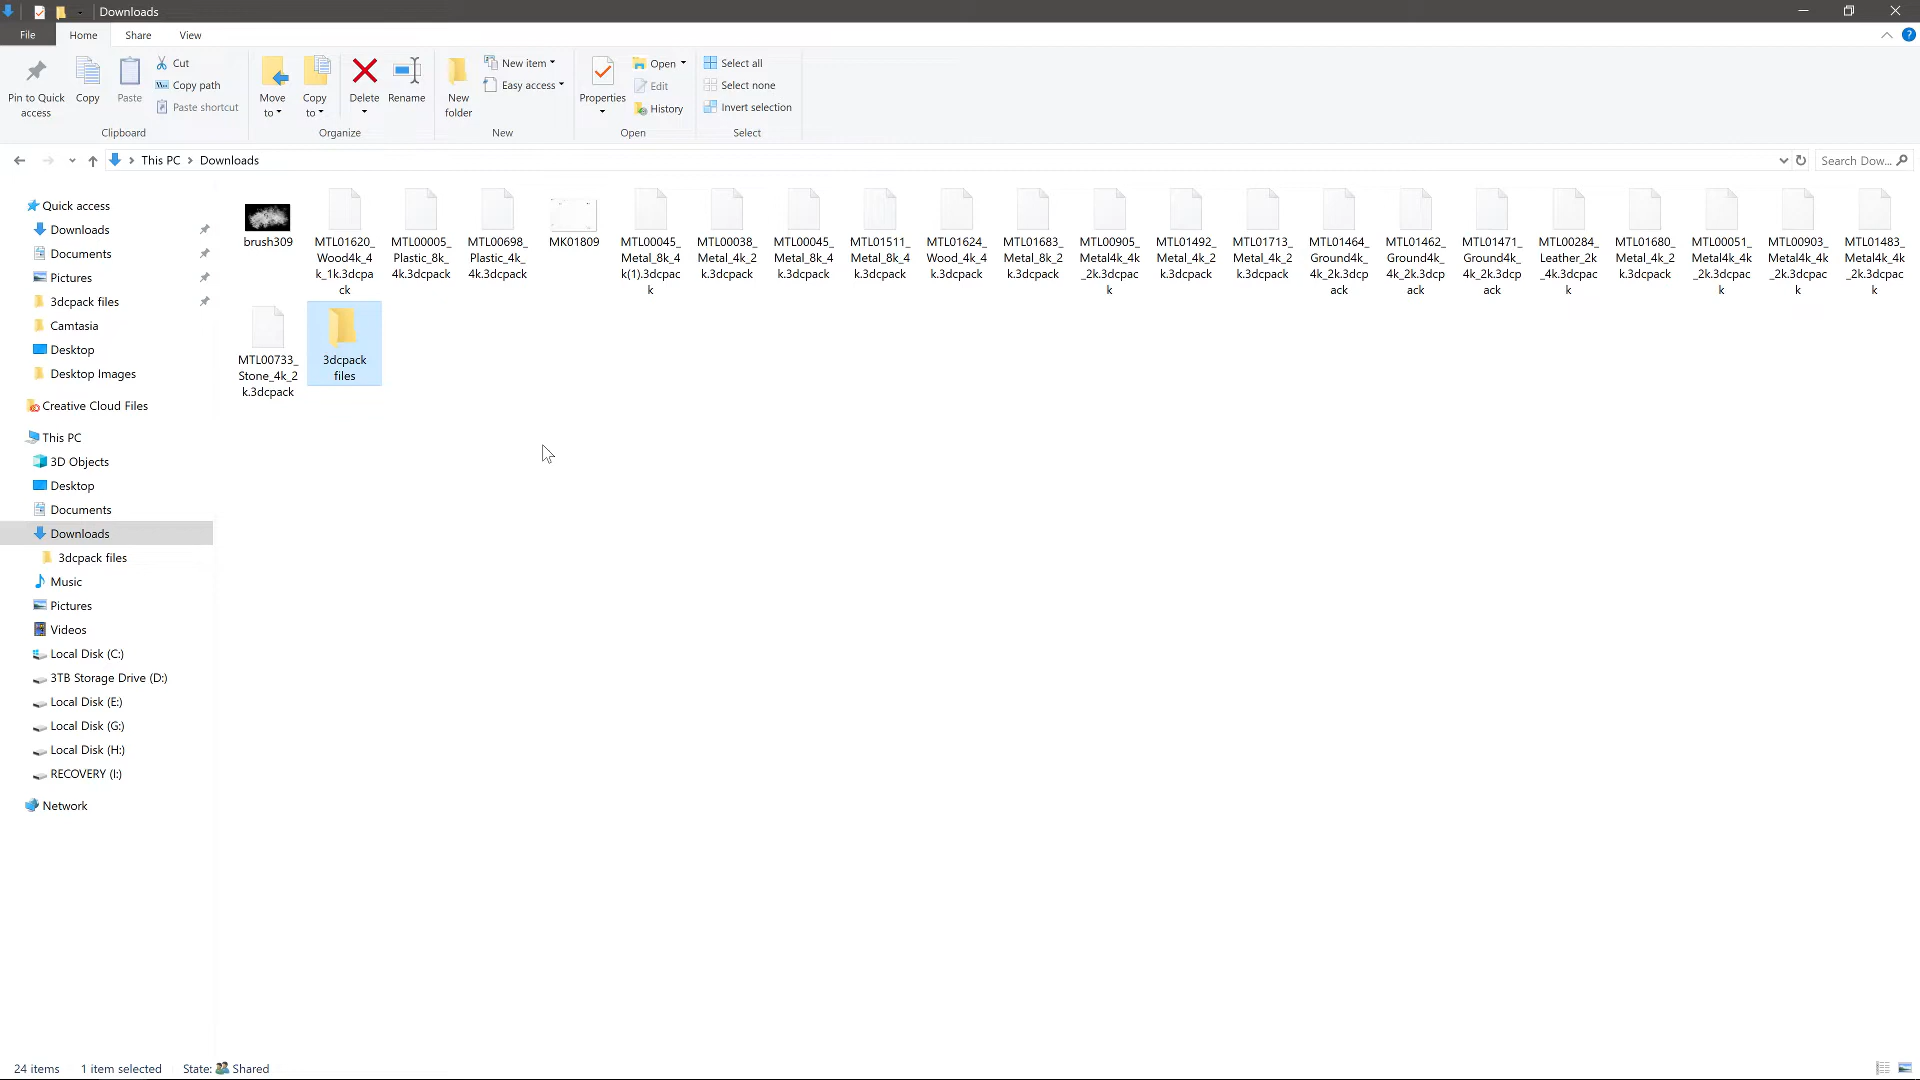 Downloads
File Home Share View
Pin to Quick access
Copy
Paste
Cut
Copy path
Paste shortcut
Clipboard
Move to
Copy to
Delete
Rename
Organize
New folder
New item
Easy access
New
Properties
Open
Edit
History
Open
Select all
Select none
Invert selection
Select
This PC > Downloads
Search Dow...
Quick access
Downloads
Documents
Pictures
3dcpack files
Camtasia
Desktop
Desktop Images
Creative Cloud Files
This PC
3D Objects
Desktop
Documents
Downloads
3dcpack files
Music
Pictures
Videos
Local Disk (C:)
3TB Storage Drive (D:)
Local Disk (E:)
Local Disk (G:)
Local Disk (H:)
RECOVERY (I:)
Network
brush309
MTL01620_
Wood4k_4
k_1k.3dcpa
ck
MTL00005_
Plastic_8k_
4k.3dcpack
MTL00698_
Plastic_4k_
4k.3dcpack
MK01809
MTL00045_
Metal_8k_4
k(1).3dcpac
k
MTL00038_
Metal_4k_2
k.3dcpack
MTL00045_
Metal_8k_4
k.3dcpack
MTL01511_
Metal_8k_4
k.3dcpack
MTL01624_
Wood_4k_4
k.3dcpack
MTL01683_
Metal_8k_2
k.3dcpack
MTL00905_
Metal4k_4k
_2k.3dcpac
k
MTL01492_
Metal_4k_2
k.3dcpack
MTL01713_
Metal_4k_2
k.3dcpack
MTL01464_
Ground4k_
4k_2k.3dcp
ack
MTL01462_
Ground4k_
4k_2k.3dcp
ack
MTL01471_
Ground4k_
4k_2k.3dcp
ack
MTL00284_
Leather_2k
_4k.3dcpac
k
MTL01680_
Metal_4k_2
k.3dcpack
MTL00051_
Metal4k_4k
_2k.3dcpac
k
MTL00903_
Metal4k_4k
_2k.3dcpac
k
MTL01483_
Metal4k_4k
_2k.3dcpac
k
MTL00733_
Stone_4k_2
k.3dcpack
3dcpack
files
24 items 1 item selected State: Shared